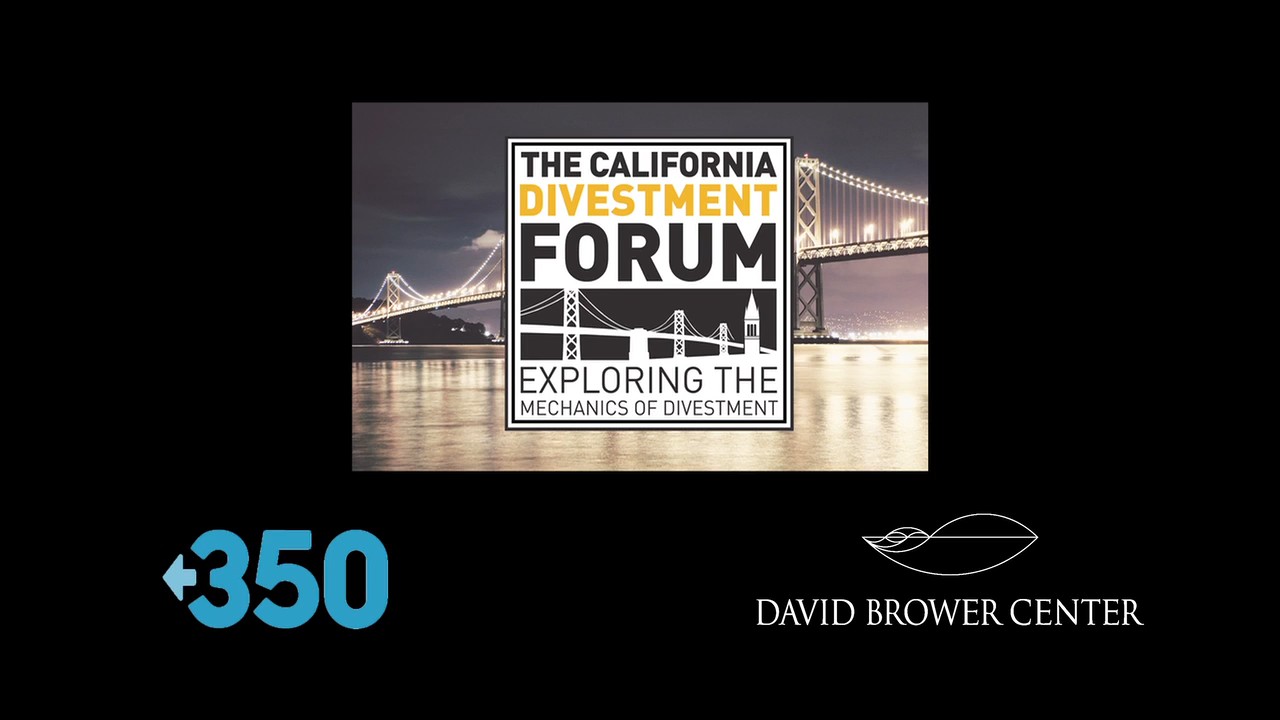 THE CALIFORNIA
DIVESTMENT
FORUM
EXPLORING THE
MECHANICS OF DIVESTMENT
350
DAVID BROWER CENTER